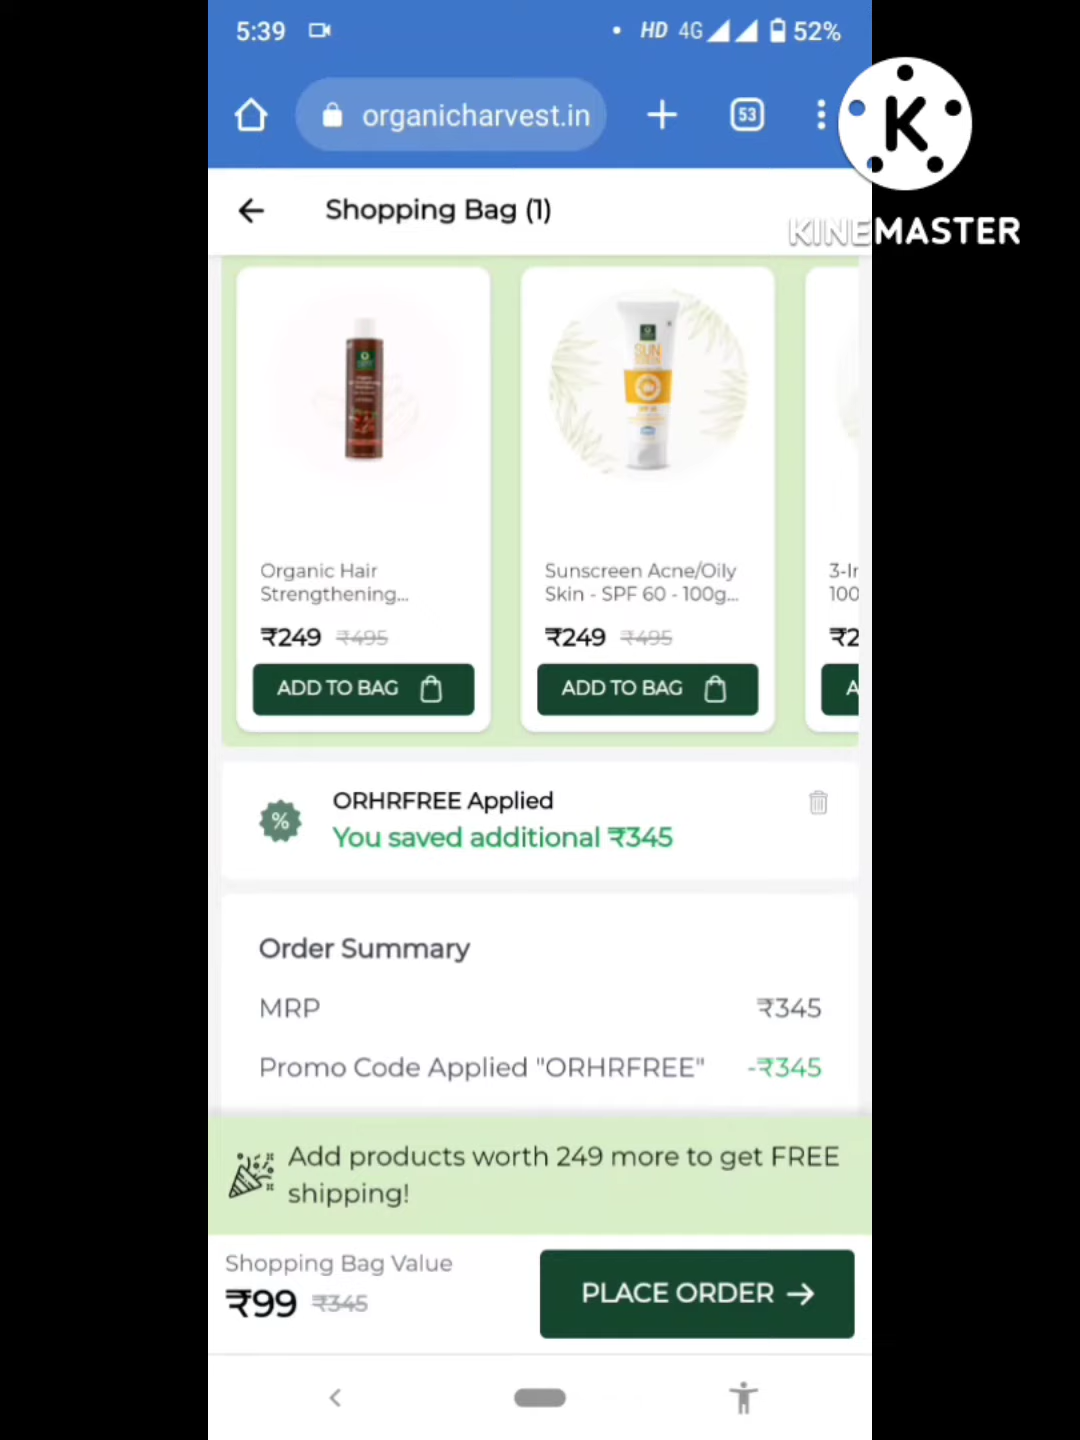 5:39
HD 4G 52%
organicharvest.in
53
K
KINEMASTER
Shopping Bag (1)
SUN
Organic Hair
Strengthening...
₹249 ₹495
ADD TO BAG
Sunscreen Acne/Oily
Skin - SPF 60 - 100g...
₹249 ₹495
ADD TO BAG
100
₹2
A
%
ORHRFREE Applied
You saved additional ₹345
Order Summary
MRP ₹345
Promo Code Applied "ORHRFREE" -₹345
Add products worth 249 more to get FREE
shipping!
Shopping Bag Value
₹99 ₹345
PLACE ORDER →